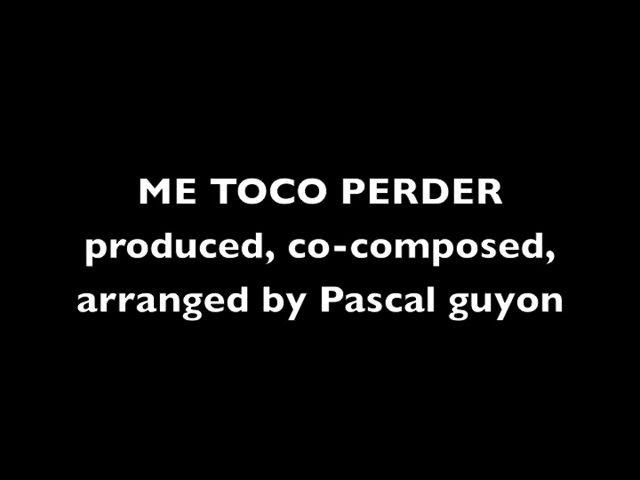 ME TOCO PERDER
produced, co-composed,
arranged by Pascal guyon